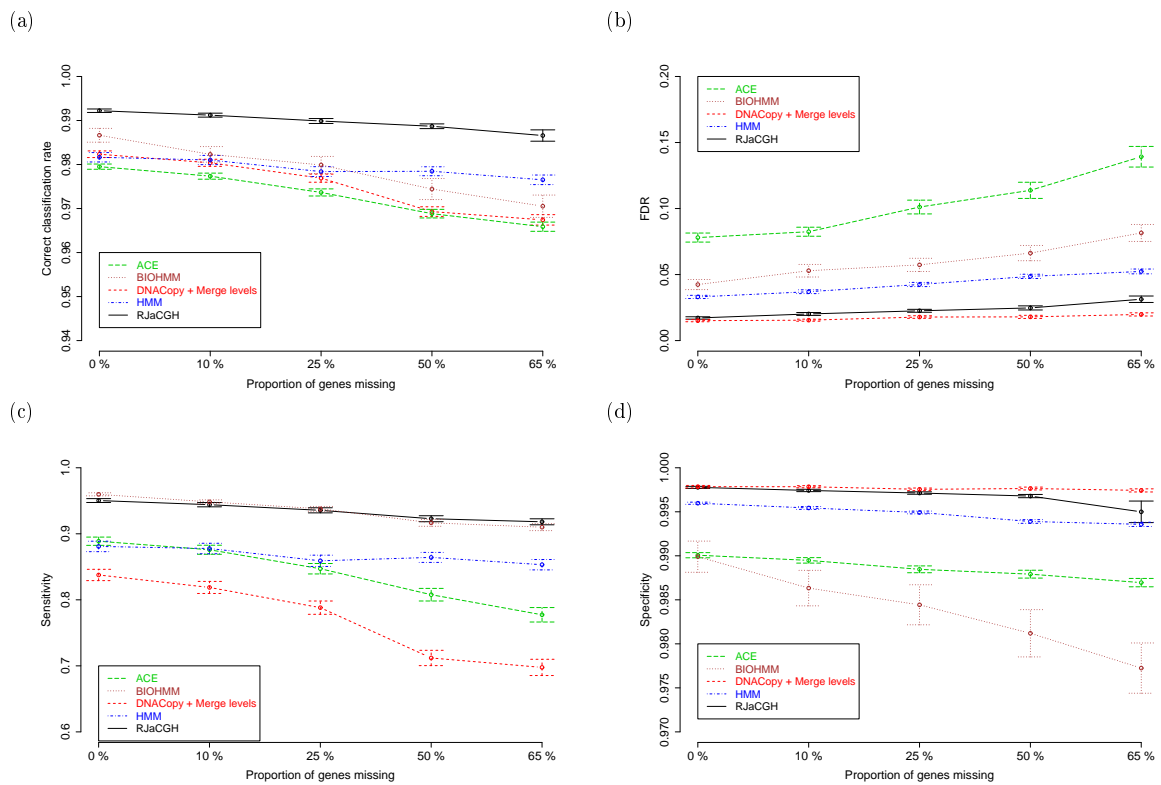 (a)
1.00
0.99
0.98
0.97
0.96
0.95
0.94
Correct classification rate
ACE
BIOHMM
DNACopy + Merge levels
HMM
RJaCGH
0 %
10 %
25 %
50 %
65 %
Proportion of genes missing
(b)
0.20
0.15
0.10
0.05
0.00
FDR
ACE
BIOHMM
DNACopy + Merge levels
HMM
RJaCGH
0 %
10 %
25 %
50 %
65 %
Proportion of genes missing
(c)
1.0
0.9
0.8
0.7
0.6
Sensitivity
ACE
BIOHMM
DNACopy + Merge levels
HMM
RJaCGH
0 %
10 %
25 %
50 %
65 %
Proportion of genes missing
(d)
1.000
0.995
0.990
0.985
0.980
0.975
0.970
Specificity
ACE
BIOHMM
DNACopy + Merge levels
HMM
RJaCGH
0 %
10 %
25 %
50 %
65 %
Proportion of genes missing